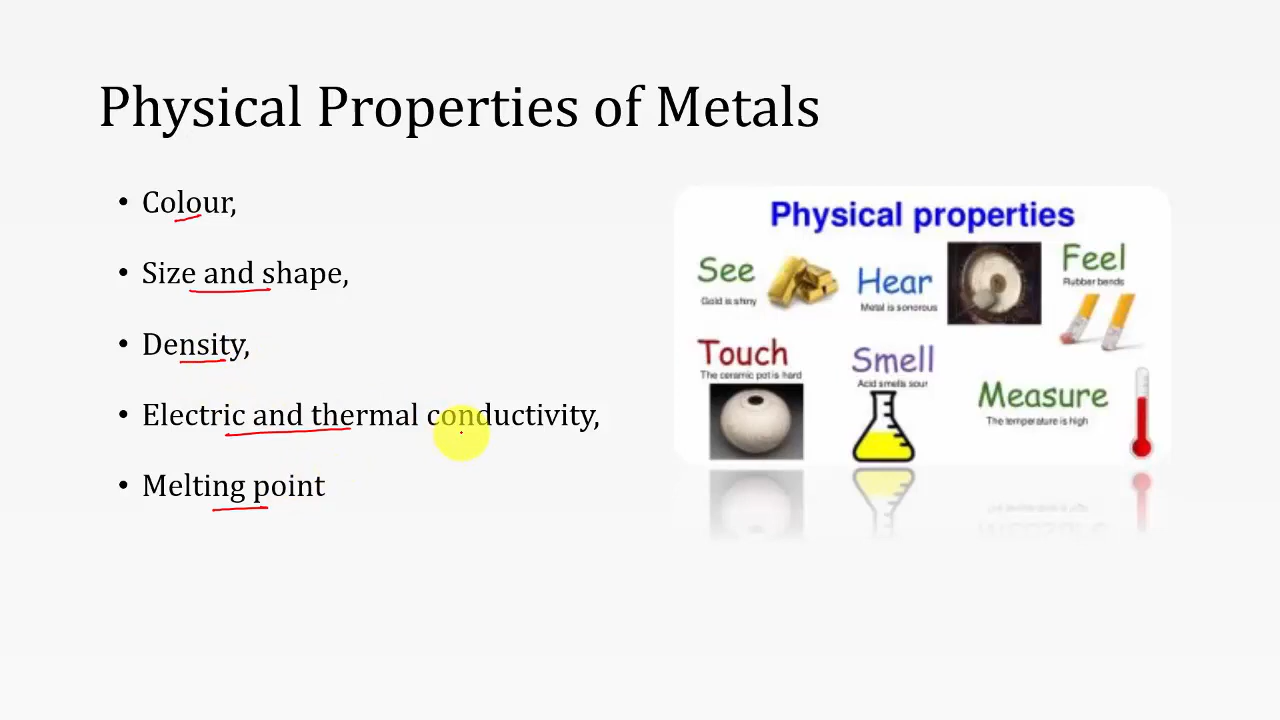 Physical Properties of Metals
• Colour,
• Size and shape,
• Density,
• Electric and thermal conductivity,
• Melting point
Physical properties
See
Gold is shiny
Hear
Metal is sonorous
Feel
Rubber bends
Touch
The ceramic pot is hard
Smell
Acid smells sour
Measure
The temperature is high